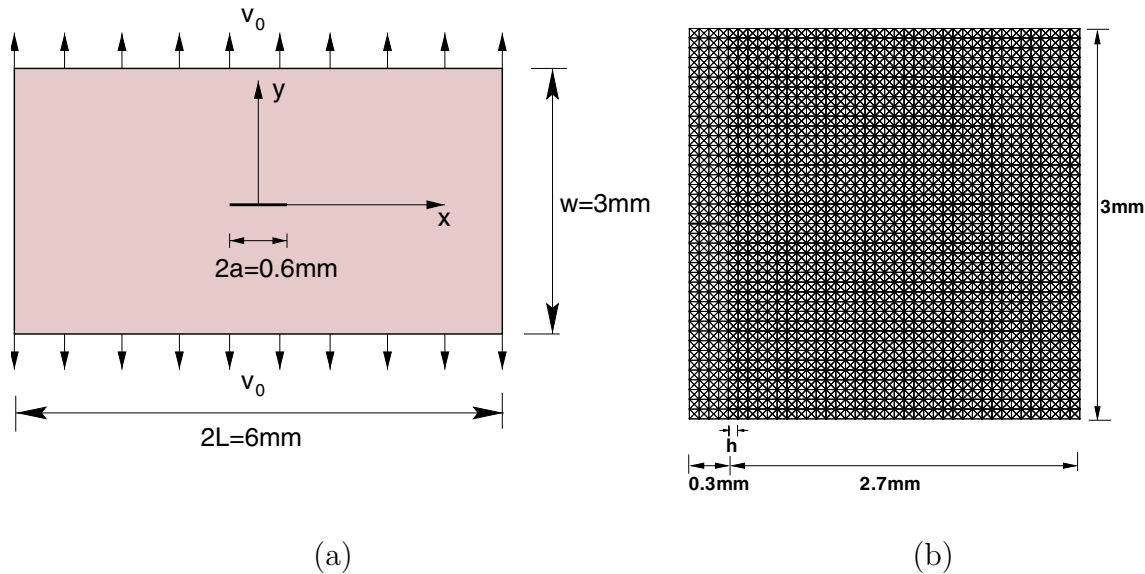 v₀
y
x
2a=0.6mm
w=3mm
v₀
2L=6mm
(a)
3mm
h
0.3mm
2.7mm
(b)